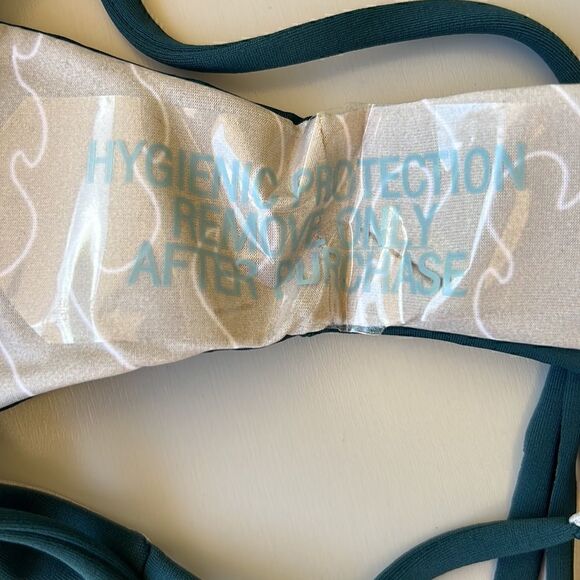 HYGIENIC PROTECTION
REMOVE ONLY
AFTER PURCHASE